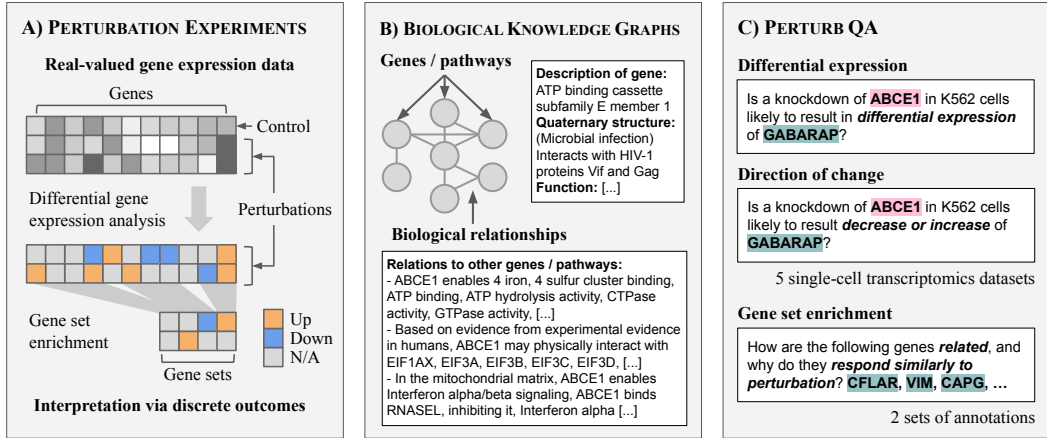 A) PERTURBATION EXPERIMENTS
Real-valued gene expression data
Genes
Control
Differential gene
expression analysis
Perturbations
Gene set
enrichment
Up
Down
N/A
Gene sets
Interpretation via discrete outcomes
B) BIOLOGICAL KNOWLEDGE GRAPHS
Genes / pathways
Description of gene:
ATP binding cassette
subfamily E member 1
Quaternary structure:
(Microbial infection)
Interacts with HIV-1
proteins Vif and Gag
Function: [...]
Biological relationships
Relations to other genes / pathways:
- ABCE1 enables 4 iron, 4 sulfur cluster binding,
ATP binding, ATP hydrolysis activity, CTPase
activity, GTPase activity, [...]
- Based on evidence from experimental evidence
in humans, ABCE1 may physically interact with
EIF1AX, EIF3A, EIF3B, EIF3C, EIF3D, [...]
- In the mitochondrial matrix, ABCE1 enables
Interferon alpha/beta signaling, ABCE1 binds
RNASEL, inhibiting it, Interferon alpha [...]
C) PERTURB QA
Differential expression
Is a knockdown of ABCE1 in K562 cells
likely to result in differential expression
of GABARAP?
Direction of change
Is a knockdown of ABCE1 in K562 cells
likely to result decrease or increase of
GABARAP?
5 single-cell transcriptomics datasets
Gene set enrichment
How are the following genes related, and
why do they respond similarly to
perturbation? CFLAR, VIM, CAPG, ...
2 sets of annotations